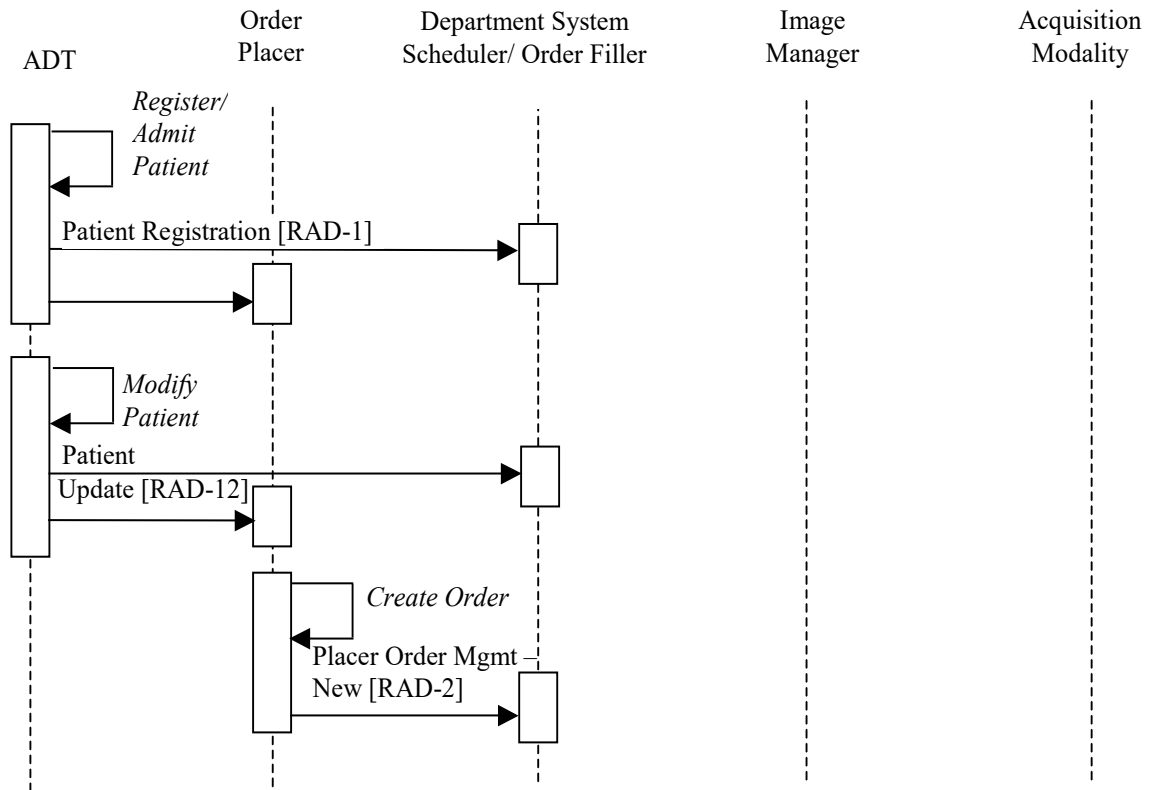 ADT
Order
Placer
Department System
Scheduler/ Order Filler
Image
Manager
Acquisition
Modality
Register/
Admit
Patient
Patient Registration [RAD-1]
Modify
Patient
Patient
Update [RAD-12]
Create Order
Placer Order Mgmt –
New [RAD-2]